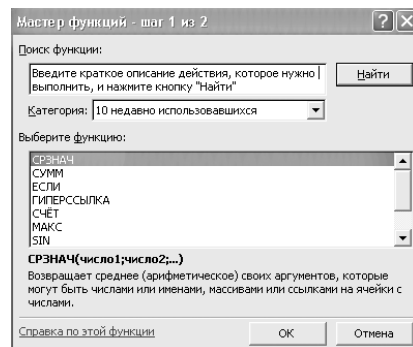 Мастер функций - шаг 1 из 2
Поиск функции:
Введите краткое описание действия, которое нужно
выполнить, и нажмите кнопку "Найти"
Найти
Категория: 10 недавно использовавшихся
Выберите функцию:
СРЗНАЧ
СУММ
ЕСЛИ
ГИПЕРССЫЛКА
СЧЁТ
МАКС
SIN
СРЗНАЧ(число1;число2;...)
Возвращает среднее (арифметическое) своих аргументов, которые
могут быть числами или именами, массивами или ссылками на ячейки с
числами.
Справка по этой функции
ОК
Отмена